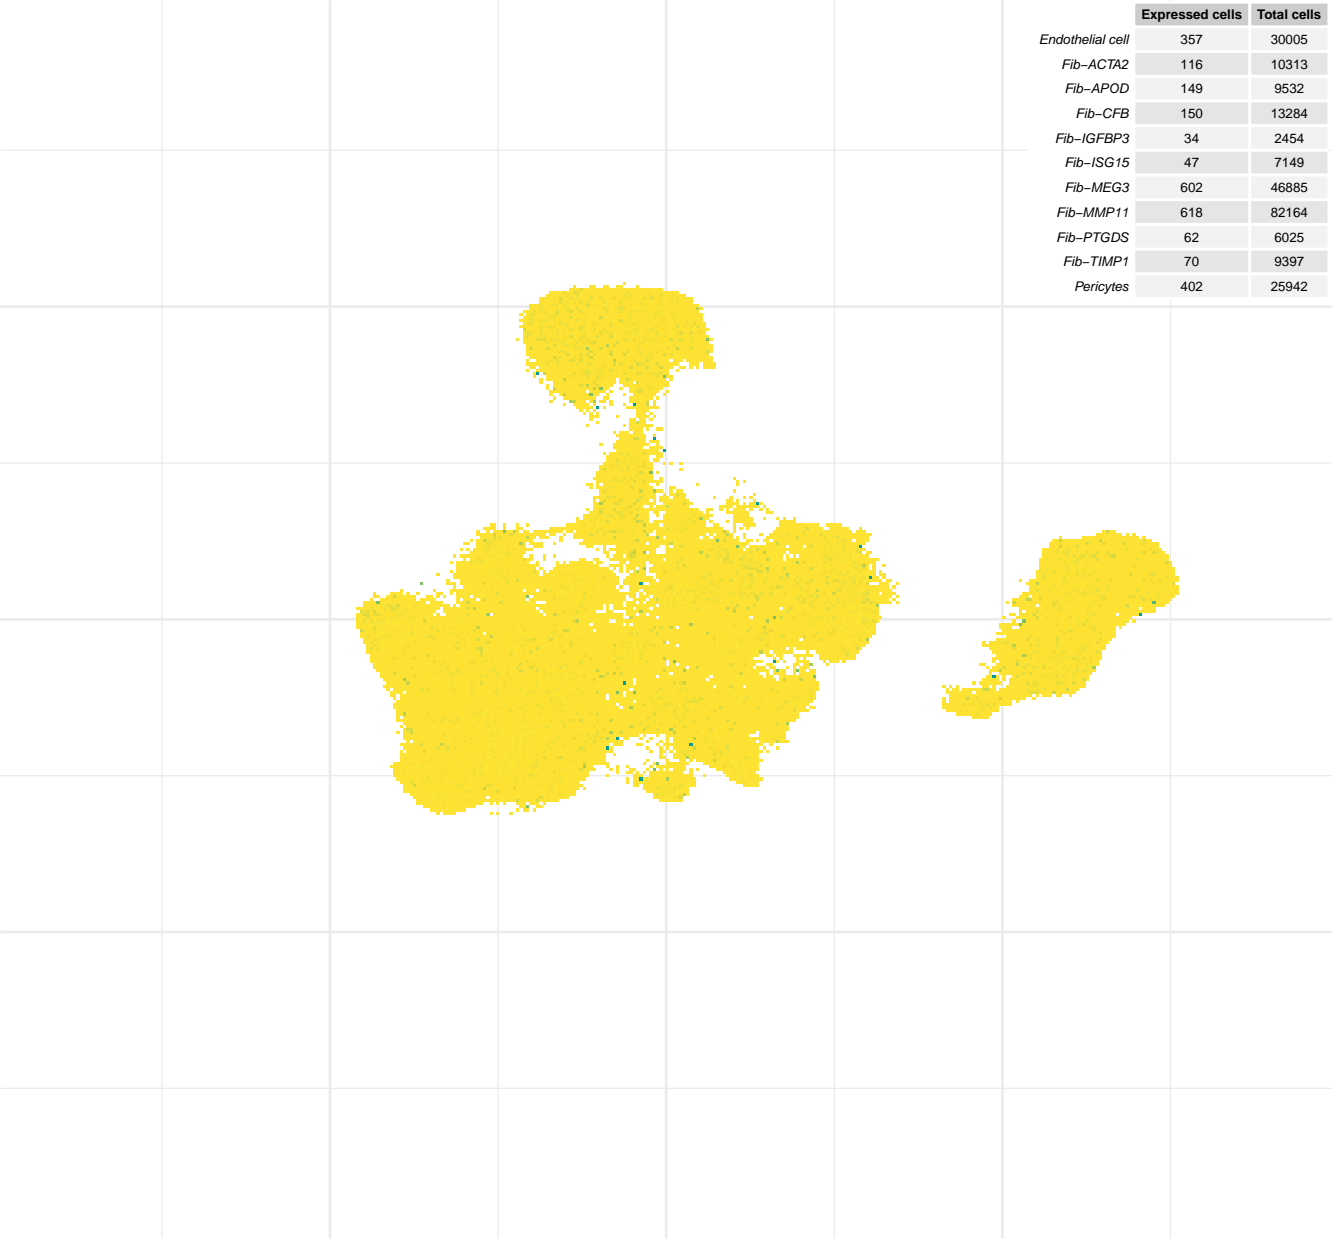 Expressed cells Total cells
Endothelial cell 357 30005
Fib−ACTA2 116 10313
Fib−APOD 149 9532
Fib−CFB 150 13284
Fib−IGFBP3 34 2454
Fib−ISG15 47 7149
Fib−MEG3 602 46885
Fib−MMP11 618 82164
Fib−PTGDS 62 6025
Fib−TIMP1 70 9397
Pericytes 402 25942